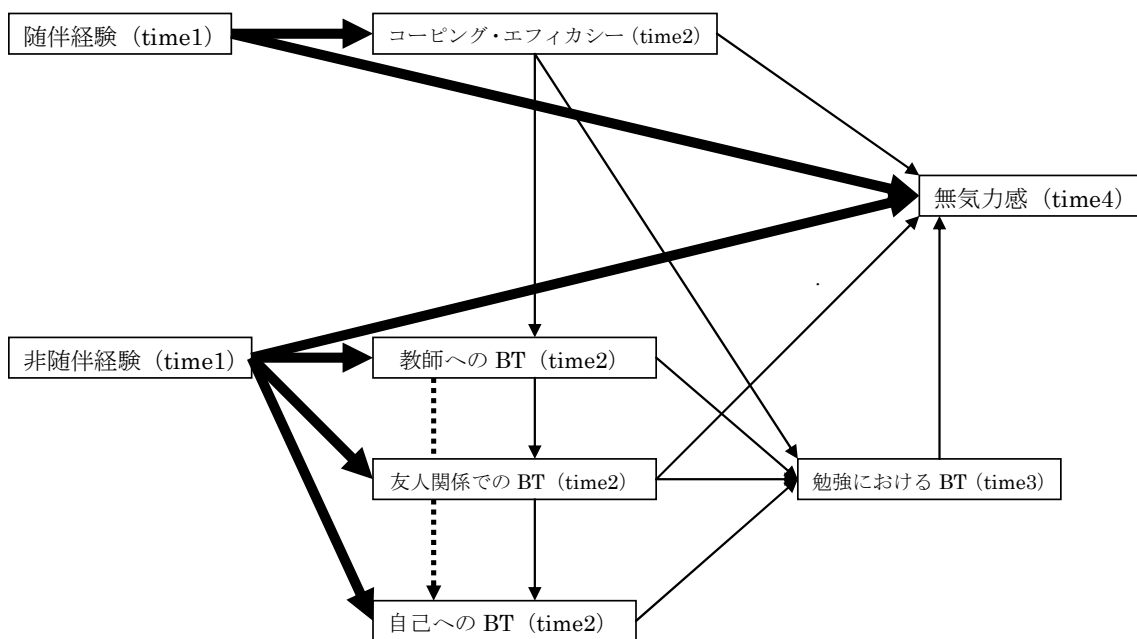 随伴経験（time1）
コーピング・エフィカシー（time2）
無気力感（time4）
非随伴経験（time1）
教師への BT（time2）
友人関係での BT（time2）
勉強における BT（time3）
自己への BT（time2）